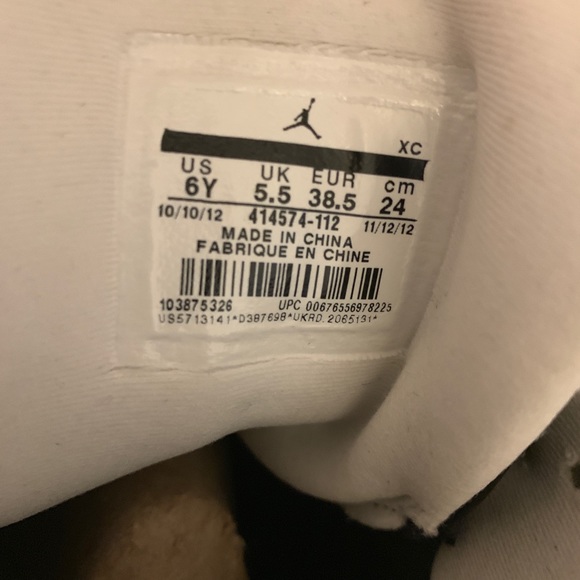 XC
US UK EUR cm
6Y 5.5 38.5 24
10/10/12 414574-112 11/12/12
MADE IN CHINA
FABRIQUE EN CHINE
103875326 UPC 00676556978225
US5713141*D387698*UKRD. 2065131*